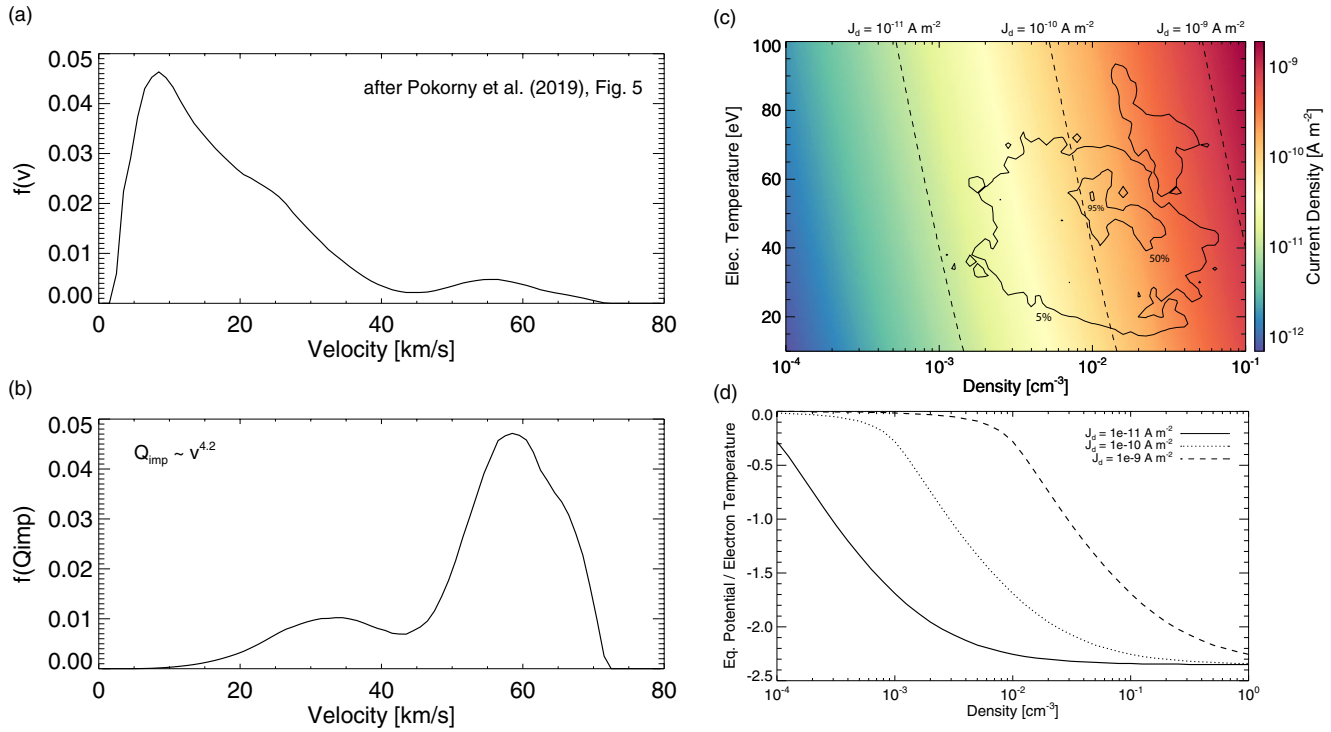 (a)
f(v)
0.05
0.04
0.03
0.02
0.01
0.00
after Pokorny et al. (2019), Fig. 5
0 20 40 60 80
Velocity [km/s]
(b)
f(Qimp)
0.05
0.04
0.03
0.02
0.01
0.00
Q_imp ~ v^4.2
0 20 40 60 80
Velocity [km/s]
(c)
J_d = 10^-11 A m^-2 J_d = 10^-10 A m^-2 J_d = 10^-9 A m^-2
Elec. Temperature [eV]
100
80
60
40
20
95%
50%
5%
10^-4 10^-3 10^-2 10^-1
Density [cm^-3]
10^-9
10^-10
10^-11
10^-12
Current Density [A m^-2]
(d)
Eq. Potential / Electron Temperature
0.0
-0.5
-1.0
-1.5
-2.0
-2.5
J_d = 1e-11 A m^-2
J_d = 1e-10 A m^-2
J_d = 1e-9 A m^-2
10^-4 10^-3 10^-2 10^-1 10^0
Density [cm^-3]